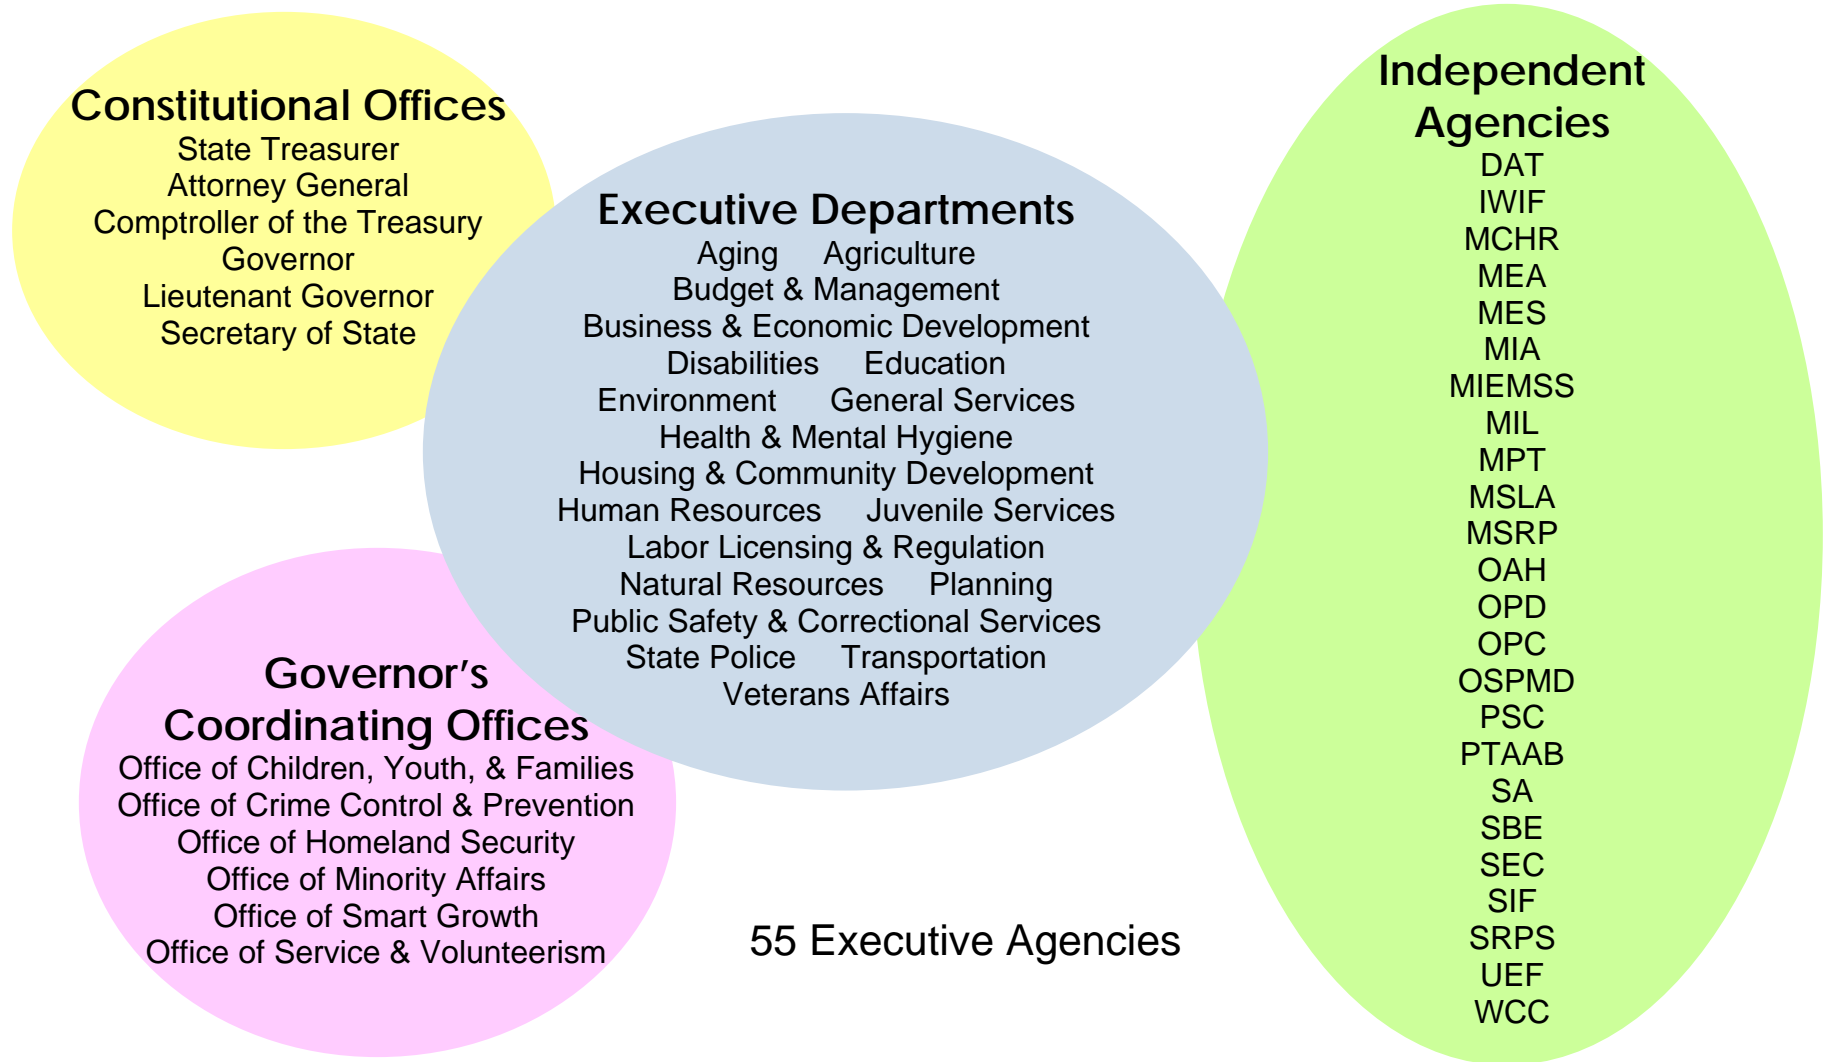 Constitutional Offices
State Treasurer
Attorney General
Comptroller of the Treasury
Governor
Lieutenant Governor
Secretary of State
Executive Departments
Aging Agriculture
Budget & Management
Business & Economic Development
Disabilities Education
Environment General Services
Health & Mental Hygiene
Housing & Community Development
Human Resources Juvenile Services
Labor Licensing & Regulation
Natural Resources Planning
Public Safety & Correctional Services
State Police Transportation
Veterans Affairs
Governor’s
Coordinating Offices
Office of Children, Youth, & Families
Office of Crime Control & Prevention
Office of Homeland Security
Office of Minority Affairs
Office of Smart Growth
Office of Service & Volunteerism
55 Executive Agencies
Independent
Agencies
DAT
IWIF
MCHR
MEA
MES
MIA
MIEMSS
MIL
MPT
MSLA
MSRP
OAH
OPD
OPC
OSPMD
PSC
PTAAB
SA
SBE
SEC
SIF
SRPS
UEF
WCC